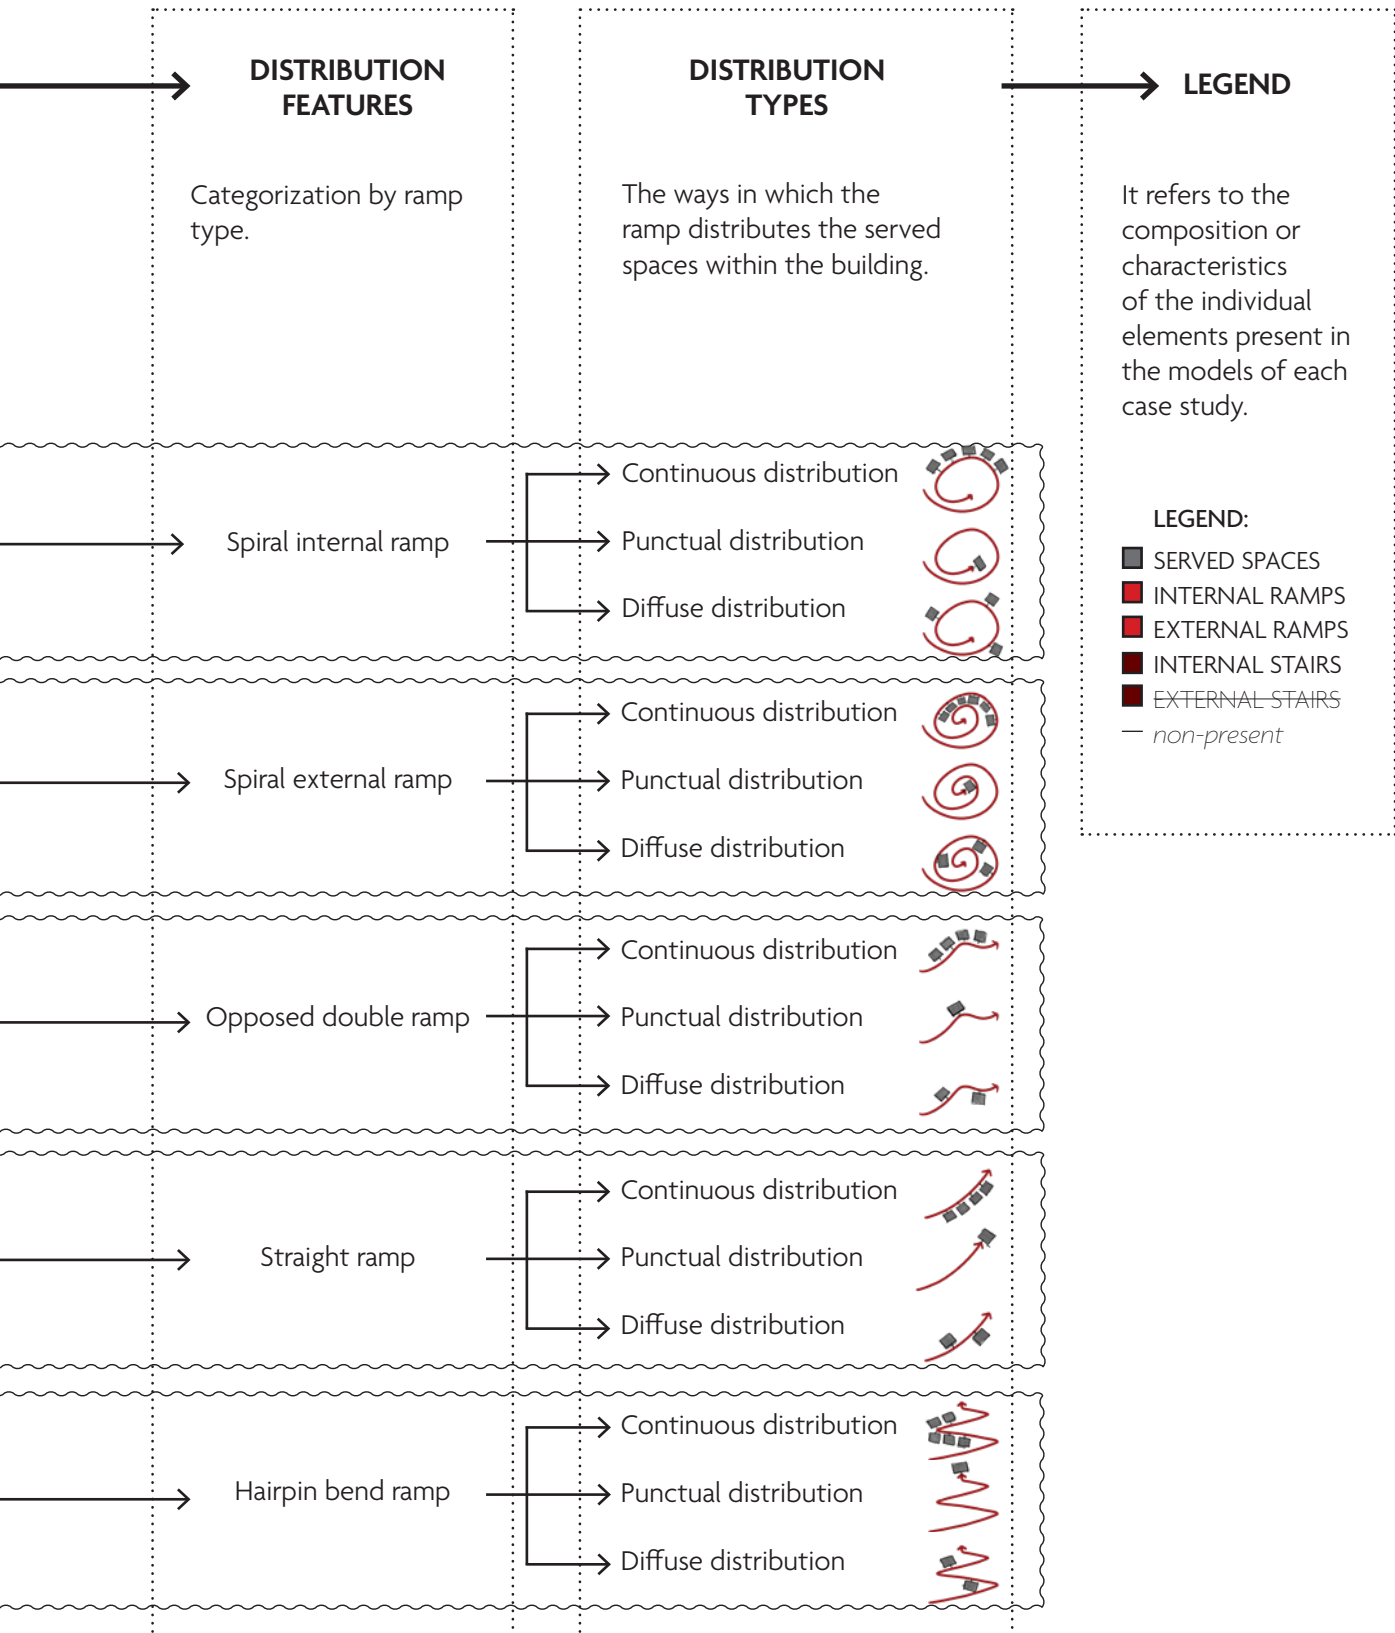 DISTRIBUTION
FEATURES
Categorization by ramp
type.
DISTRIBUTION
TYPES
The ways in which the
ramp distributes the served
spaces within the building.
LEGEND
It refers to the
composition or
characteristics
of the individual
elements present in
the models of each
case study.
LEGEND:
SERVED SPACES
INTERNAL RAMPS
EXTERNAL RAMPS
INTERNAL STAIRS
EXTERNAL STAIRS
— non-present
Spiral internal ramp
Continuous distribution
Punctual distribution
Diffuse distribution
Spiral external ramp
Continuous distribution
Punctual distribution
Diffuse distribution
Opposed double ramp
Continuous distribution
Punctual distribution
Diffuse distribution
Straight ramp
Continuous distribution
Punctual distribution
Diffuse distribution
Hairpin bend ramp
Continuous distribution
Punctual distribution
Diffuse distribution